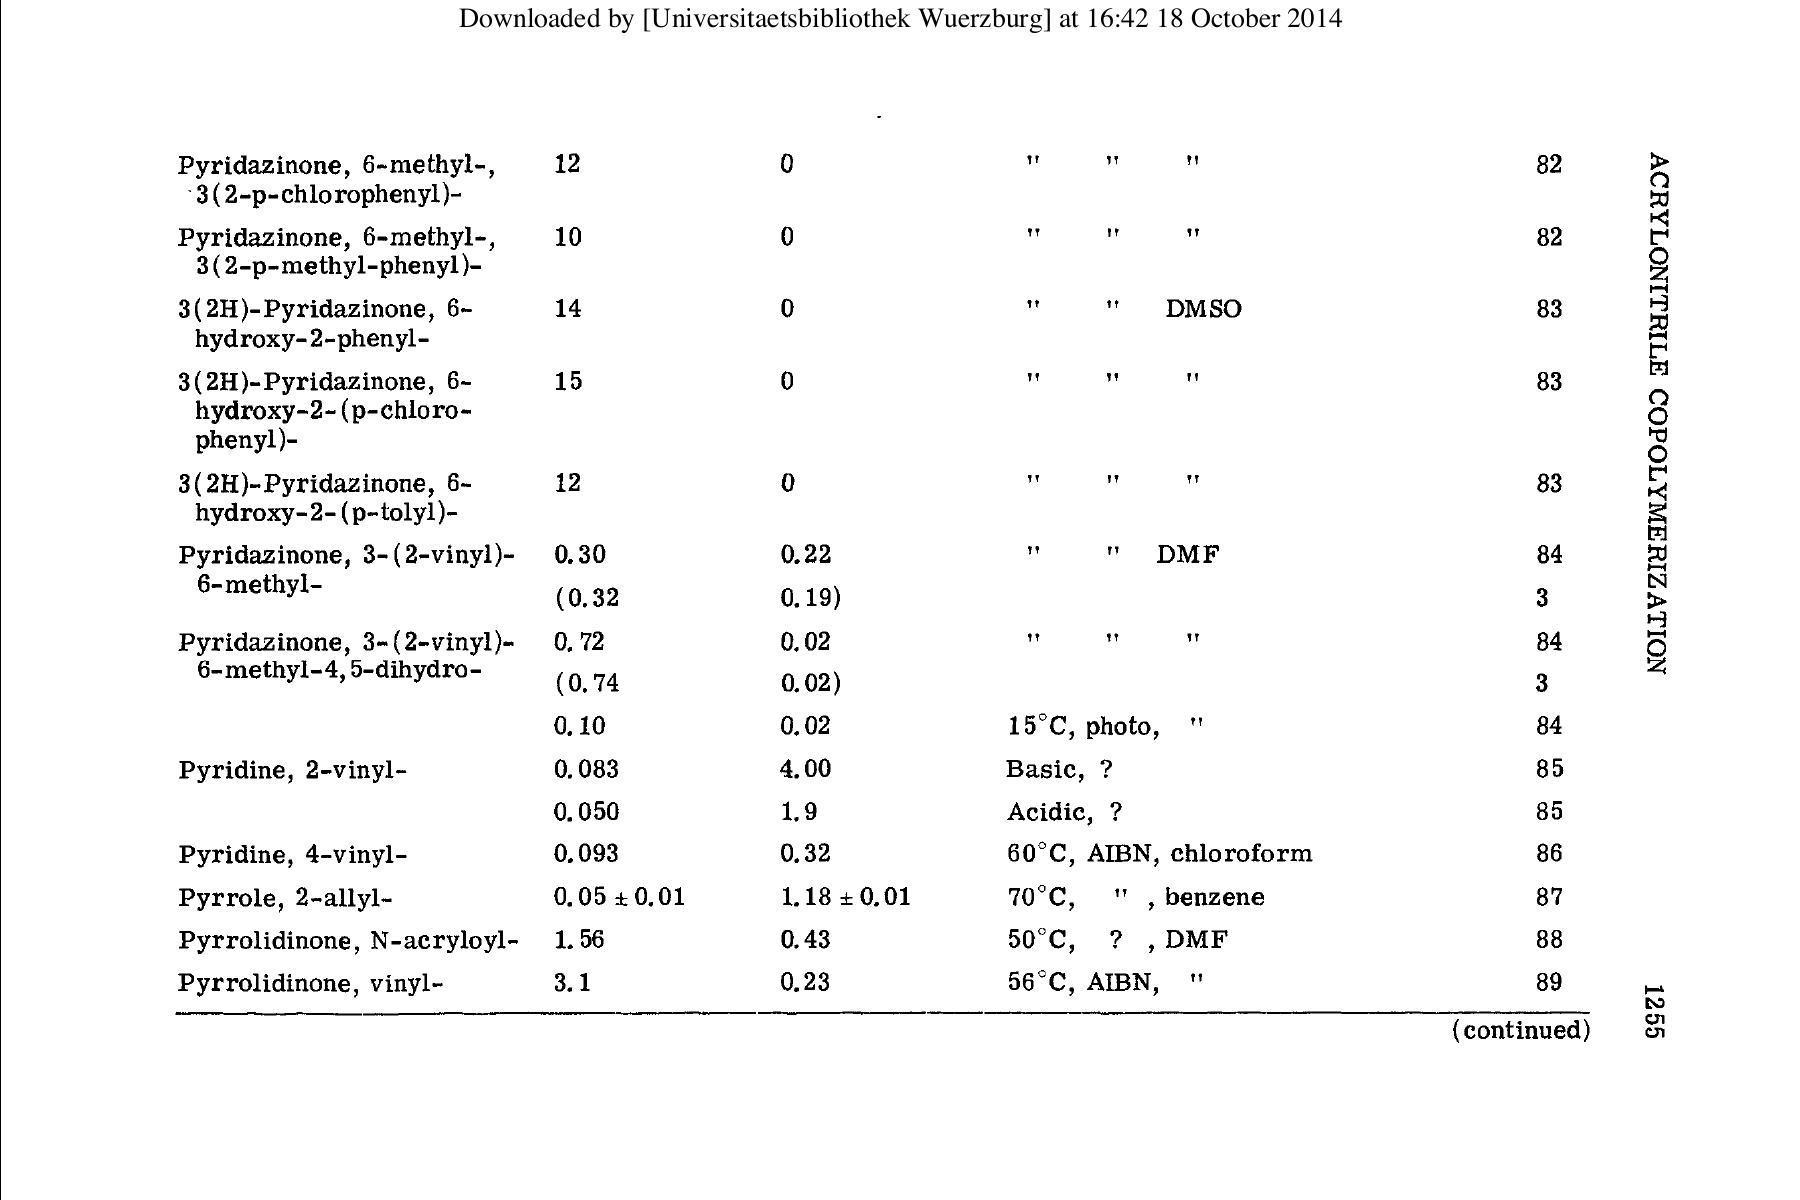 Downloaded by [Universitaetsbibliothek Wuerzburg] at 16:42 18 October 2014
Pyridazinone, 6-methyl-, 12 0 " " " 82
3(2-p-chlorophenyl)-
Pyridazinone, 6-methyl-, 10 0 " " " 82
3(2-p-methyl-phenyl)-
3(2H)-Pyridazinone, 6- 14 0 " " DMSO 83
hydroxy-2-phenyl-
3(2H)-Pyridazinone, 6- 15 0 " " " 83
hydroxy-2-(p-chloro-
phenyl)-
3(2H)-Pyridazinone, 6- 12 0 " " " 83
hydroxy-2-(p-tolyl)-
Pyridazinone, 3-(2-vinyl)- 0.30 0.22 " " DMF 84
6-methyl-
(0.32 0.19) 3
Pyridazinone, 3-(2-vinyl)- 0.72 0.02 " " " 84
6-methyl-4,5-dihydro-
(0.74 0.02) 3
0.10 0.02 15°C, photo, " 84
Pyridine, 2-vinyl- 0.083 4.00 Basic, ? 85
0.050 1.9 Acidic, ? 85
Pyridine, 4-vinyl- 0.093 0.32 60°C, AIBN, chloroform 86
Pyrrole, 2-allyl- 0.05 ± 0.01 1.18 ± 0.01 70°C, " , benzene 87
Pyrrolidinone, N-acryloyl- 1.56 0.43 50°C, ? , DMF 88
Pyrrolidinone, vinyl- 3.1 0.23 56°C, AIBN, " 89
(continued)
ACRYLONITRILE COPOLYMERIZATION
1255